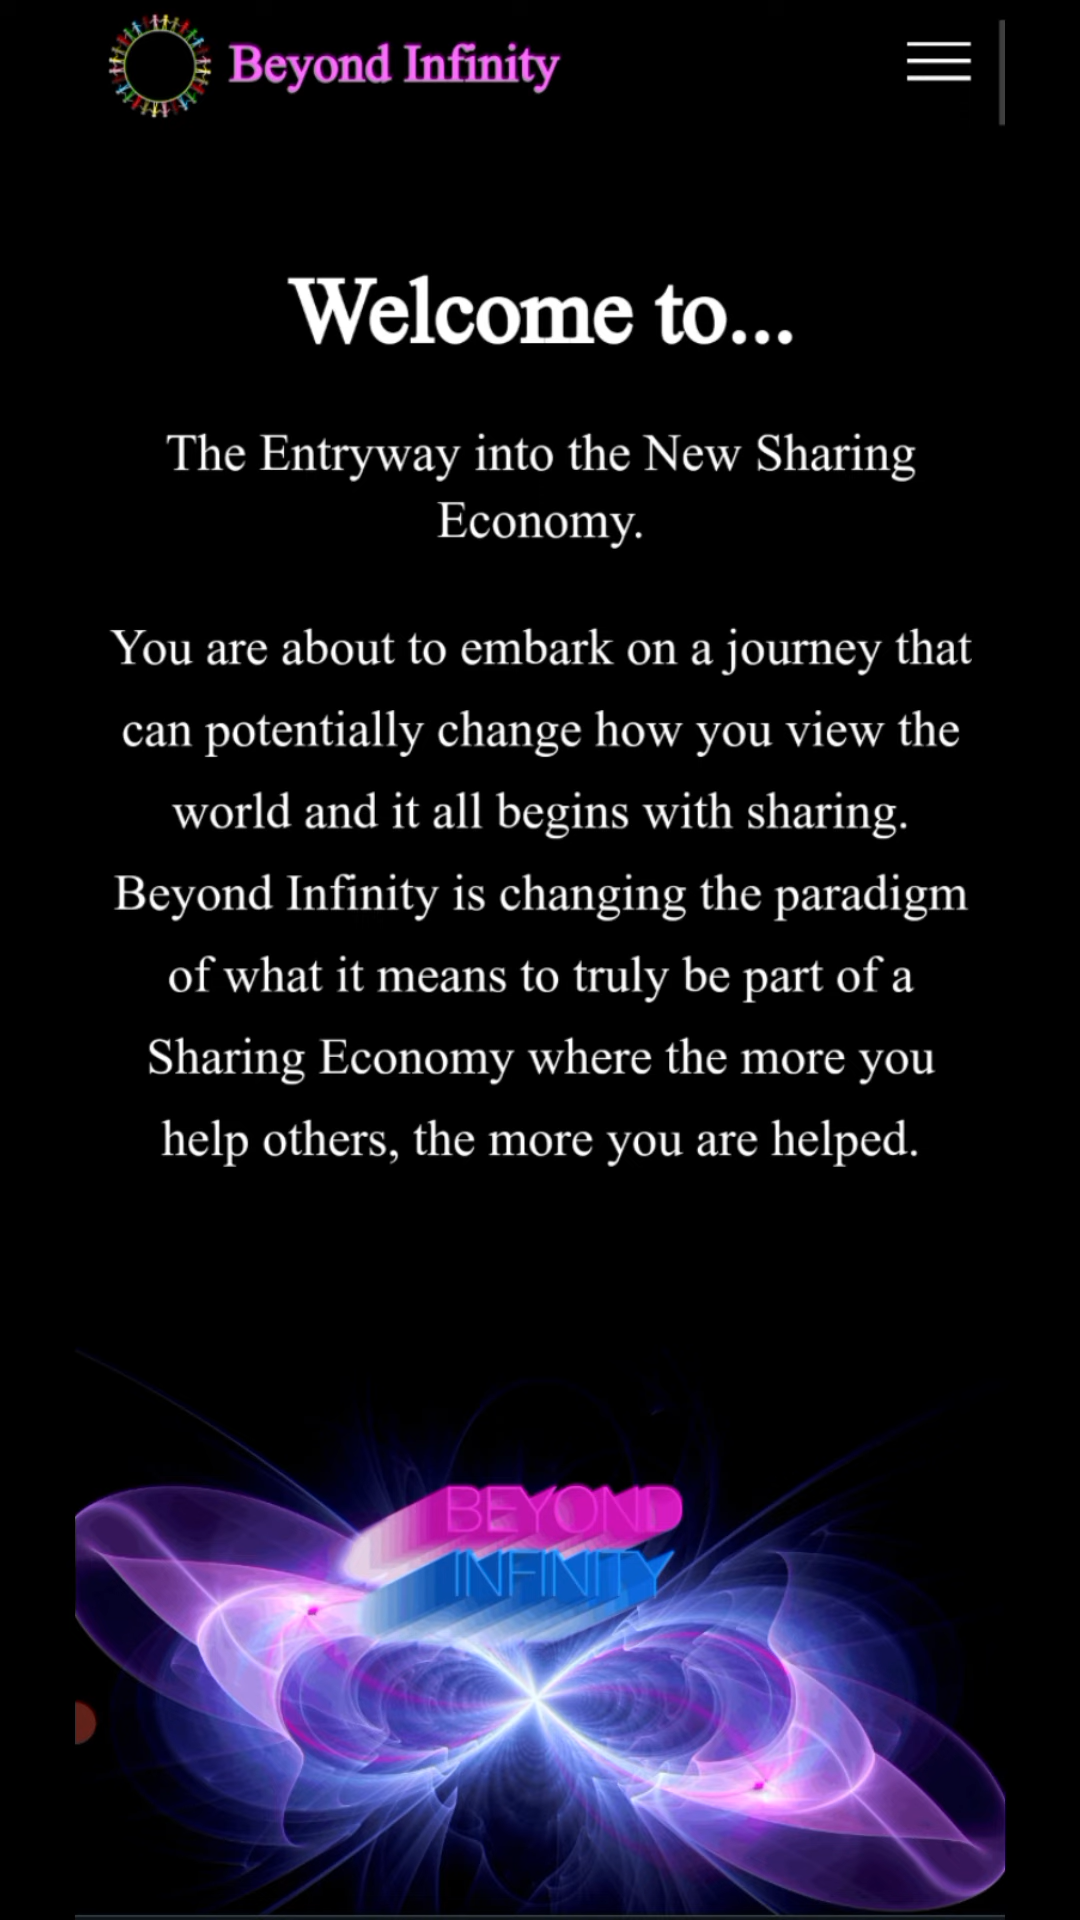 Beyond Infinity
Welcome to...
The Entryway into the New Sharing
Economy.
You are about to embark on a journey that
can potentially change how you view the
world and it all begins with sharing.
Beyond Infinity is changing the paradigm
of what it means to truly be part of a
Sharing Economy where the more you
help others, the more you are helped.
BEYOND
INFINITY